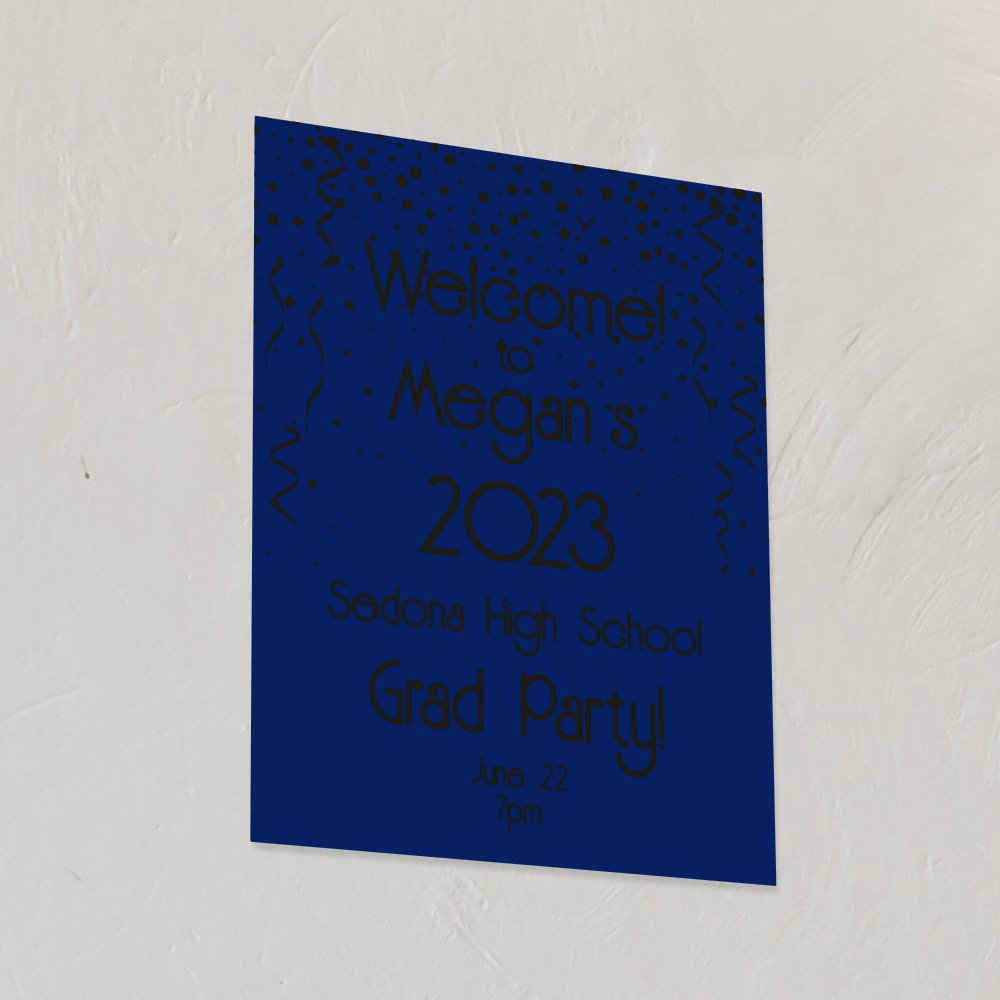 Welcome!
to
Megan's
2023
Sedona High School
Grad Party!
June 22
7pm